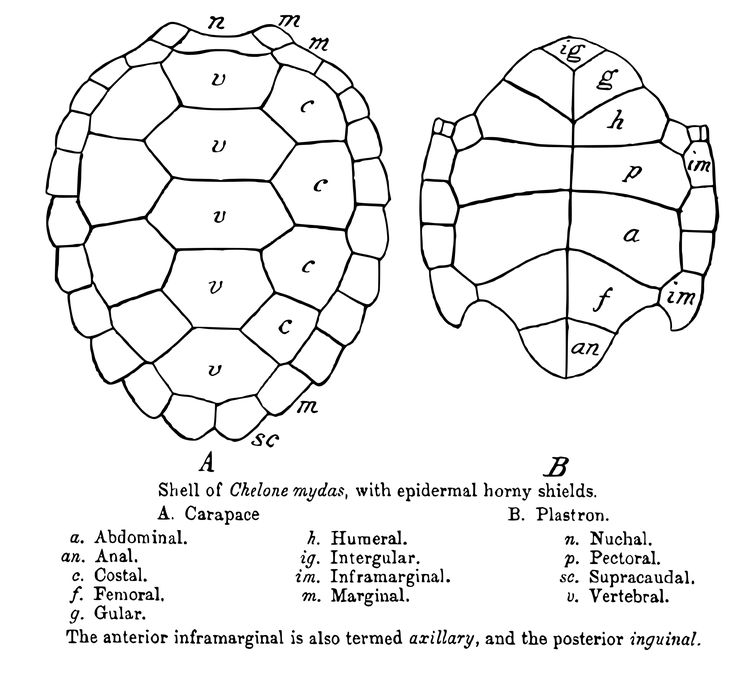 n m
m
v
c
v
c
v
v
c
c
v
m
sc
ig
g
h
im
p
a
f
im
an
A B
Shell of Chelone mydas, with epidermal horny shields.
A. Carapace B. Plastron.
a. Abdominal. h. Humeral. n. Nuchal.
an. Anal. ig. Intergular. p. Pectoral.
c. Costal. im. Inframarginal. sc. Supracaudal.
f. Femoral. m. Marginal. v. Vertebral.
g. Gular.
The anterior inframarginal is also termed axillary, and the posterior inguinal.